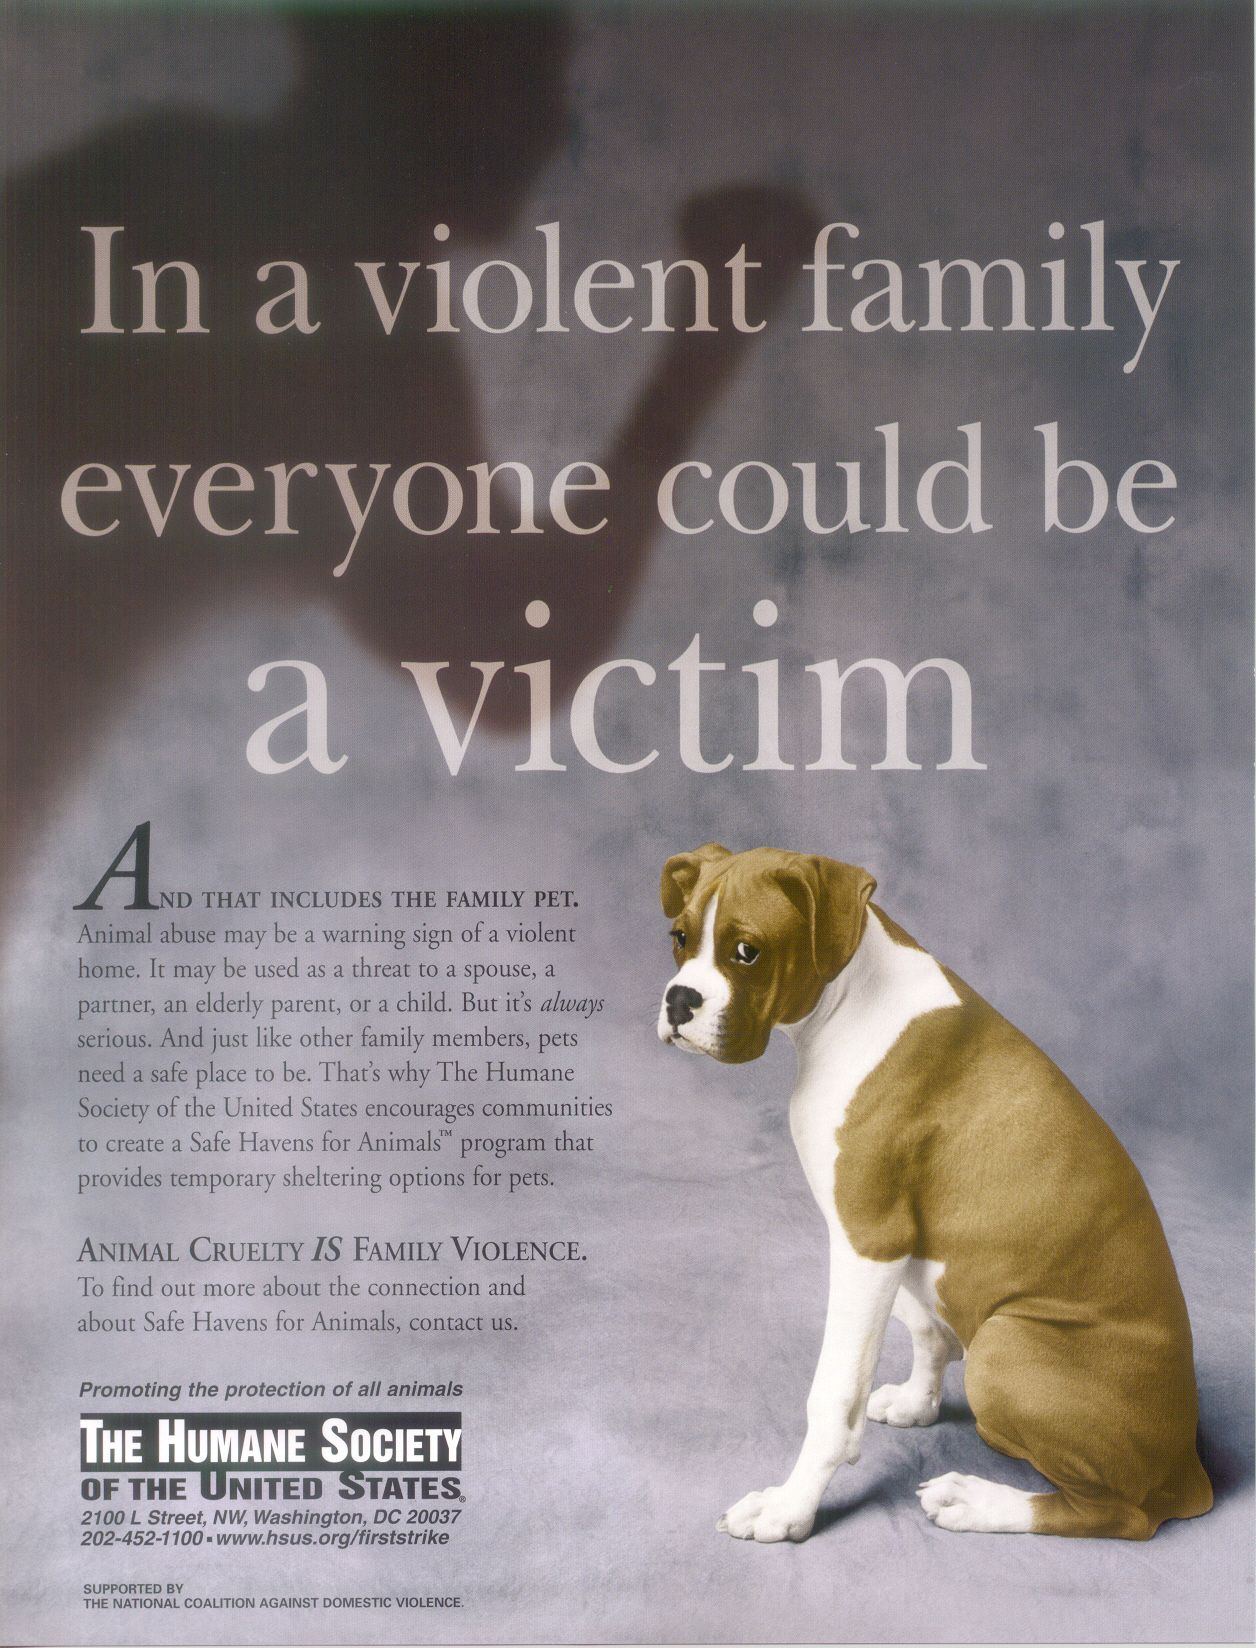 In a violent family
everyone could be
a victim
AND THAT INCLUDES THE FAMILY PET.
Animal abuse may be a warning sign of a violent
home. It may be used as a threat to a spouse, a
partner, an elderly parent, or a child. But it's always
serious. And just like other family members, pets
need a safe place to be. That's why The Humane
Society of the United States encourages communities
to create a Safe Havens for Animals™ program that
provides temporary sheltering options for pets.
ANIMAL CRUELTY IS FAMILY VIOLENCE.
To find out more about the connection and
about Safe Havens for Animals, contact us.
Promoting the protection of all animals
THE HUMANE SOCIETY
OF THE UNITED STATES®
2100 L Street, NW, Washington, DC 20037
202-452-1100 ▪ www.hsus.org/firststrike
SUPPORTED BY
THE NATIONAL COALITION AGAINST DOMESTIC VIOLENCE.